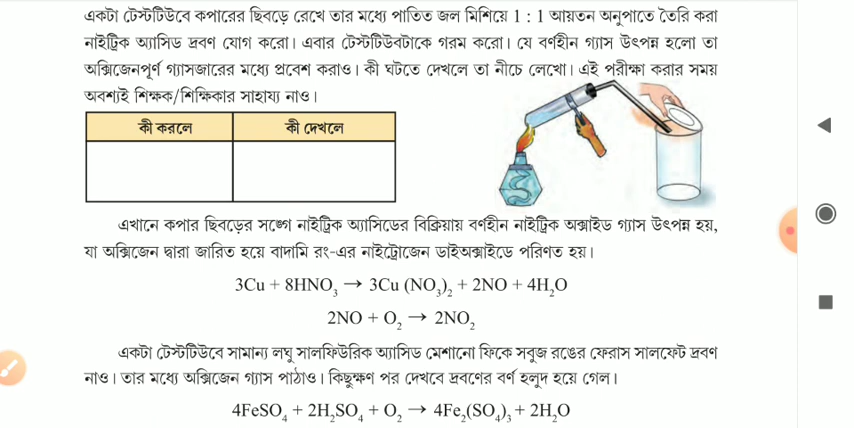 একটা টেস্টটিউবে কপারের ছিবড়ে রেখে তার মধ্যে পাতিত জল মিশিয়ে 1 : 1 আয়তন অনুপাতে তৈরি করা
নাইট্রিক অ্যাসিড দ্রবণ যোগ করো। এবার টেস্টটিউবটাকে গরম করো। যে বর্ণহীন গ্যাস উৎপন্ন হলো তা
অক্সিজেনপূর্ণ গ্যাসজারের মধ্যে প্রবেশ করাও। কী ঘটতে দেখলে তা নীচে লেখো। এই পরীক্ষা করার সময়
অবশ্যই শিক্ষক/শিক্ষিকার সাহায্য নাও।
কী করলে কী দেখলে
এখানে কপার ছিবড়ের সঙ্গে নাইট্রিক অ্যাসিডের বিক্রিয়ায় বর্ণহীন নাইট্রিক অক্সাইড গ্যাস উৎপন্ন হয়,
যা অক্সিজেন দ্বারা জারিত হয়ে বাদামি রং-এর নাইট্রোজেন ডাইঅক্সাইডে পরিণত হয়।
3Cu + 8HNO₃ → 3Cu (NO₃)₂ + 2NO + 4H₂O
2NO + O₂ → 2NO₂
একটা টেস্টটিউবে সামান্য লঘু সালফিউরিক অ্যাসিড মেশানো ফিকে সবুজ রঙের ফেরাস সালফেট দ্রবণ
নাও। তার মধ্যে অক্সিজেন গ্যাস পাঠাও। কিছুক্ষণ পর দেখবে দ্রবণের বর্ণ হলুদ হয়ে গেল।
4FeSO₄ + 2H₂SO₄ + O₂ → 4Fe₂(SO₄)₃ + 2H₂O